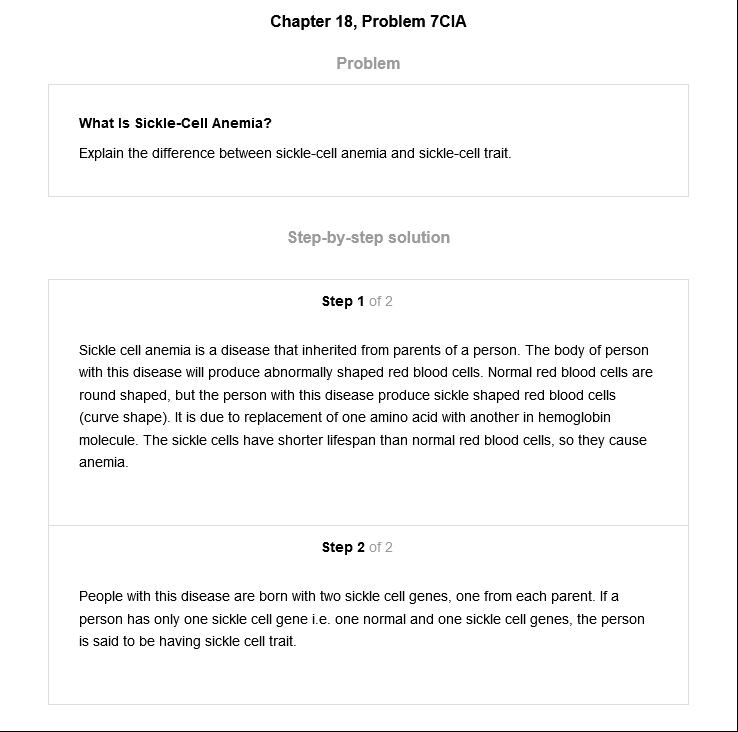 Chapter 18, Problem 7CIA
Problem
What Is Sickle-Cell Anemia?
Explain the difference between sickle-cell anemia and sickle-cell trait.
Step-by-step solution
Step 1 of 2
Sickle cell anemia is a disease that inherited from parents of a person. The body of person
with this disease will produce abnormally shaped red blood cells. Normal red blood cells are
round shaped, but the person with this disease produce sickle shaped red blood cells
(curve shape). It is due to replacement of one amino acid with another in hemoglobin
molecule. The sickle cells have shorter lifespan than normal red blood cells, so they cause
anemia.
Step 2 of 2
People with this disease are born with two sickle cell genes, one from each parent. If a
person has only one sickle cell gene i.e. one normal and one sickle cell genes, the person
is said to be having sickle cell trait.